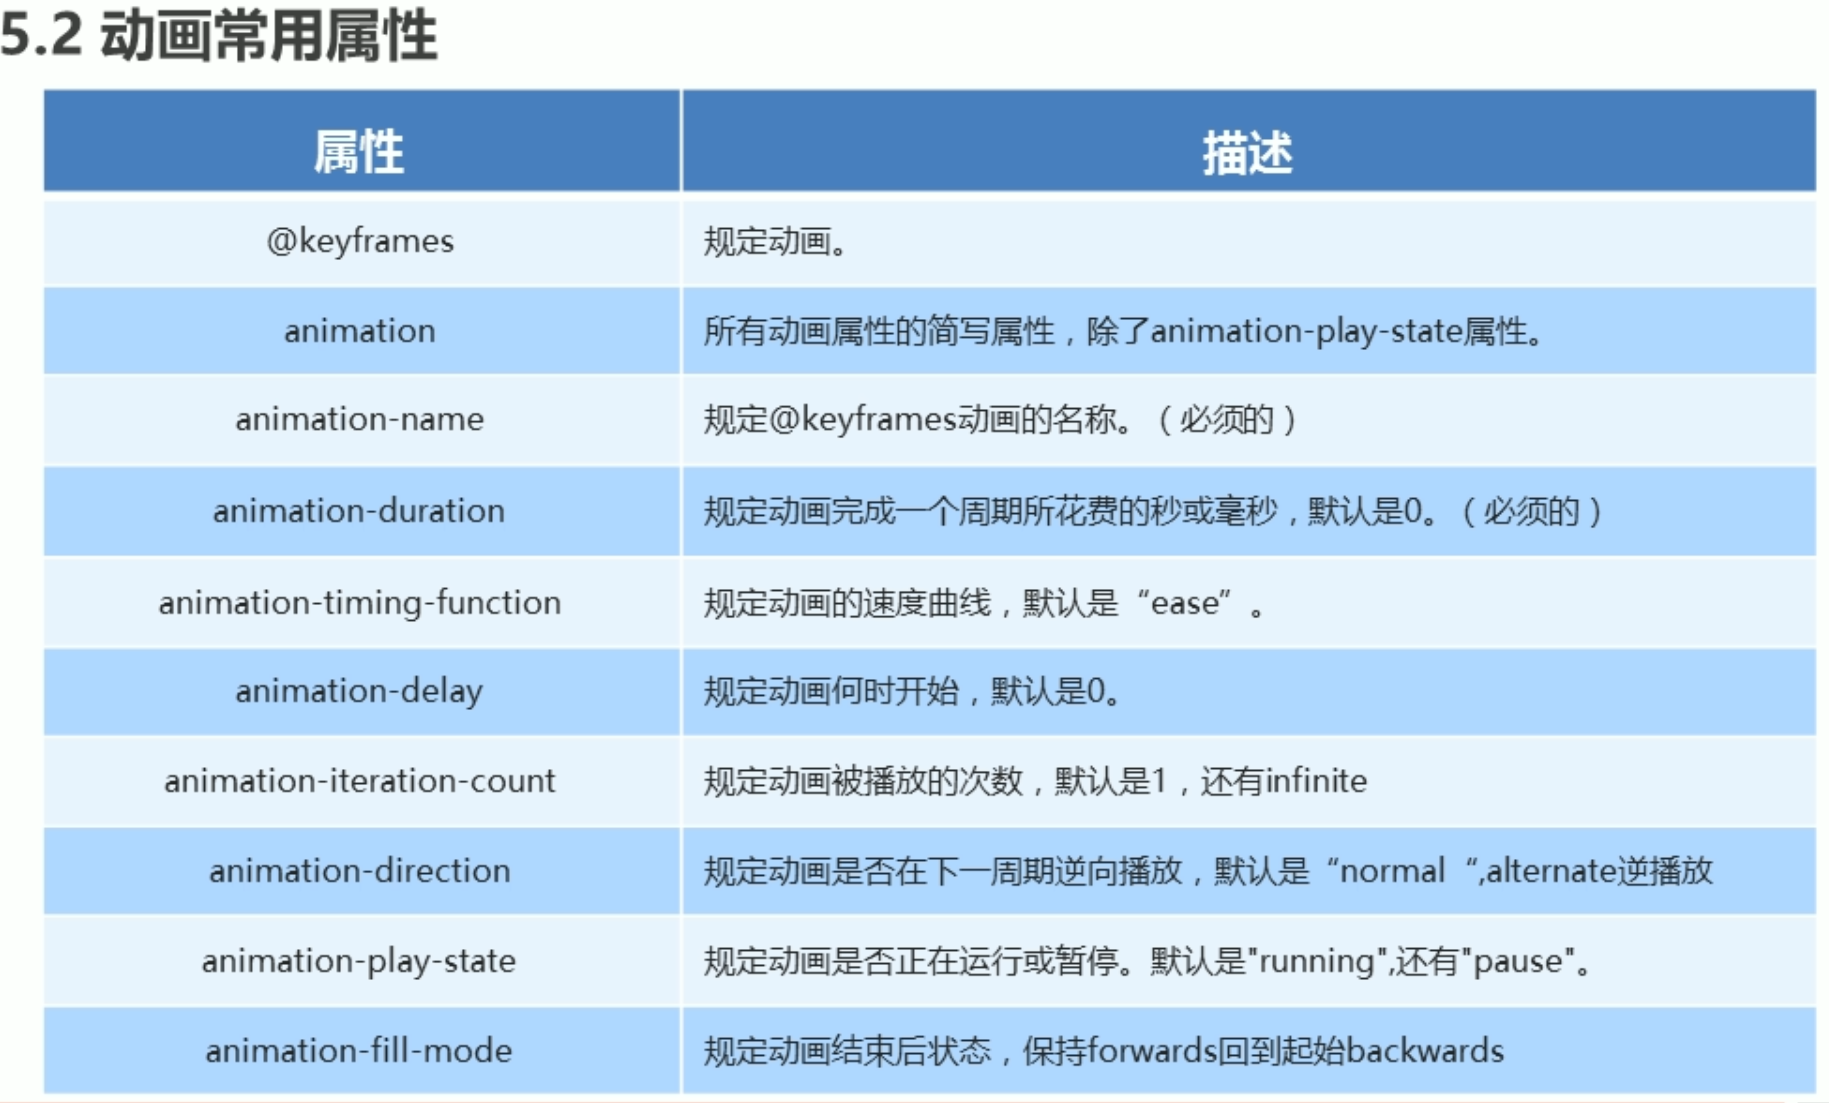 5.2 动画常用属性
属性 描述
@keyframes 规定动画。
animation 所有动画属性的简写属性，除了animation-play-state属性。
animation-name 规定@keyframes动画的名称。（必须的）
animation-duration 规定动画完成一个周期所花费的秒或毫秒，默认是0。（必须的）
animation-timing-function 规定动画的速度曲线，默认是“ease”。
animation-delay 规定动画何时开始，默认是0。
animation-iteration-count 规定动画被播放的次数，默认是1，还有infinite
animation-direction 规定动画是否在下一周期逆向播放，默认是“normal“,alternate逆播放
animation-play-state 规定动画是否正在运行或暂停。默认是"running",还有"pause"。
animation-fill-mode 规定动画结束后状态，保持forwards回到起始backwards